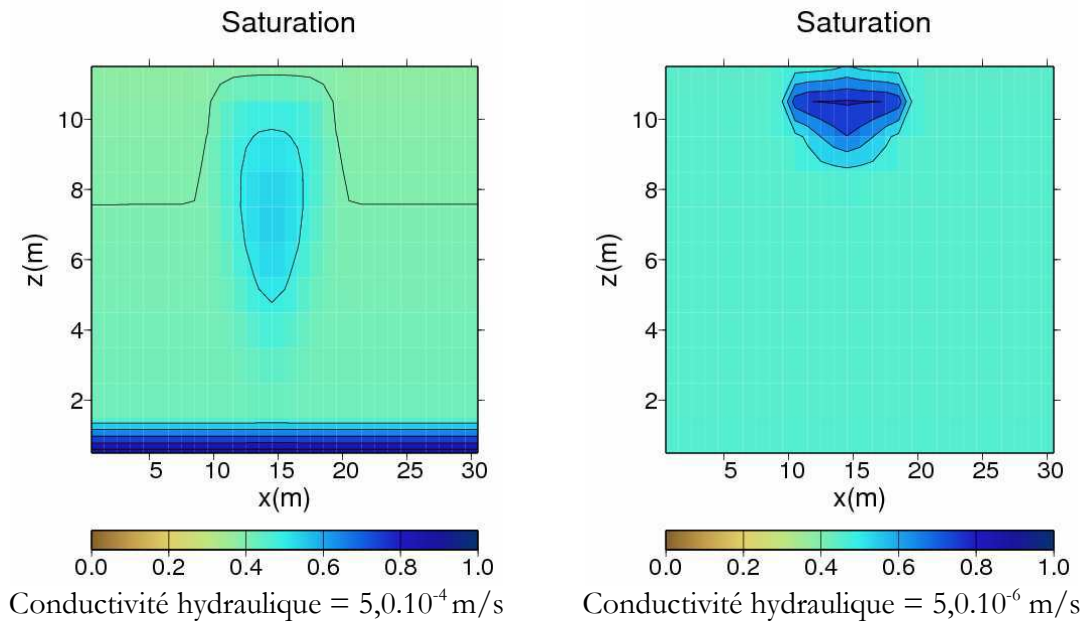 Saturation
10
8
6
4
2
z(m)
5 10 15 20 25 30
x(m)
0.0 0.2 0.4 0.6 0.8 1.0
Conductivité hydraulique = 5,0.10⁻⁴ m/s
Saturation
10
8
6
4
2
z(m)
5 10 15 20 25 30
x(m)
0.0 0.2 0.4 0.6 0.8 1.0
Conductivité hydraulique = 5,0.10⁻⁶ m/s